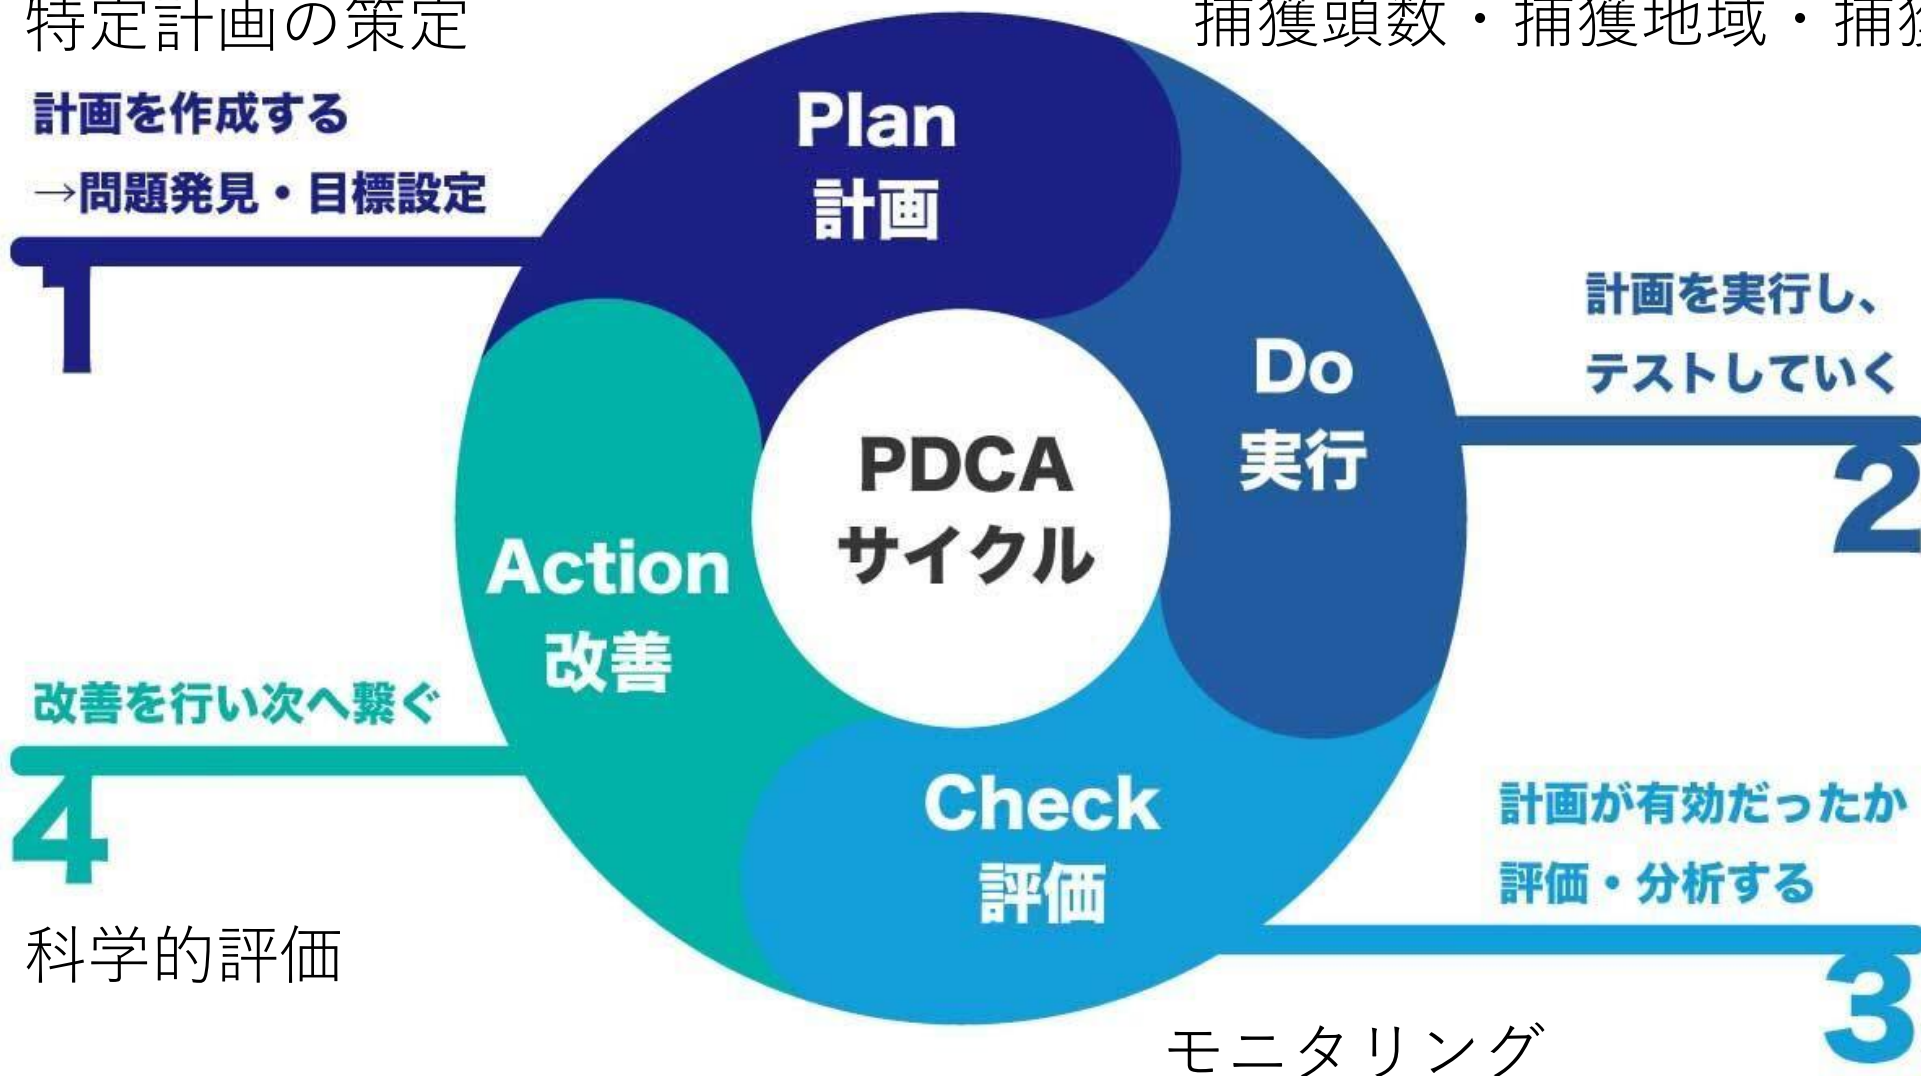 特定計画の策定
捕獲頭数・捕獲地域・捕獲
計画を作成する
→問題発見・目標設定
1
Plan
計画
Do
実行
計画を実行し、
テストしていく
2
PDCA
サイクル
Action
改善
改善を行い次へ繋ぐ
4
科学的評価
Check
評価
計画が有効だったか
評価・分析する
3
モニタリング